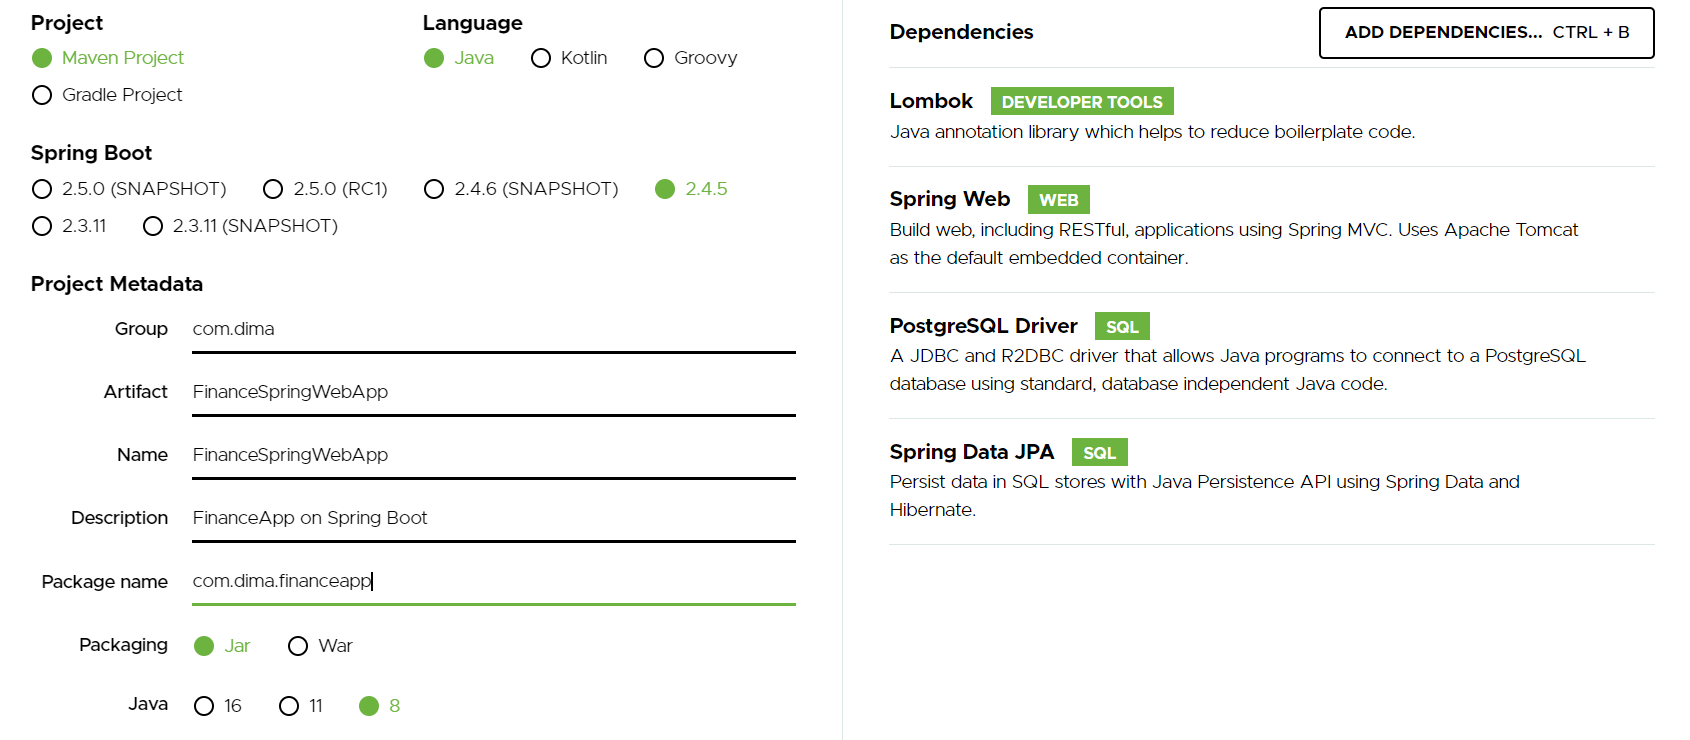 Project
Maven Project
Gradle Project
Language
Java Kotlin Groovy
Spring Boot
2.5.0 (SNAPSHOT) 2.5.0 (RC1) 2.4.6 (SNAPSHOT) 2.4.5
2.3.11 2.3.11 (SNAPSHOT)
Project Metadata
Group com.dima
Artifact FinanceSpringWebApp
Name FinanceSpringWebApp
Description FinanceApp on Spring Boot
Package name com.dima.financeapp
Packaging Jar War
Java 16 11 8
Dependencies
ADD DEPENDENCIES... CTRL + B
Lombok DEVELOPER TOOLS
Java annotation library which helps to reduce boilerplate code.
Spring Web WEB
Build web, including RESTful, applications using Spring MVC. Uses Apache Tomcat
as the default embedded container.
PostgreSQL Driver SQL
A JDBC and R2DBC driver that allows Java programs to connect to a PostgreSQL
database using standard, database independent Java code.
Spring Data JPA SQL
Persist data in SQL stores with Java Persistence API using Spring Data and
Hibernate.